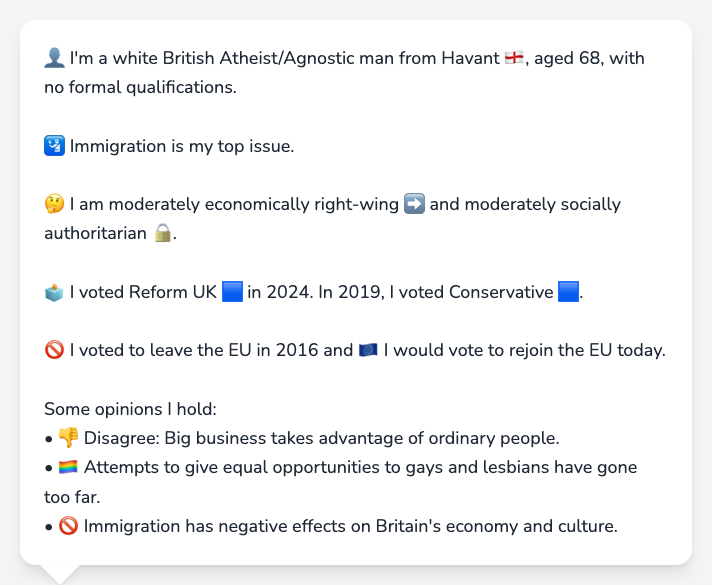 👤 I'm a white British Atheist/Agnostic man from Havant 🏴󠁧󠁢󠁥󠁮󠁧󠁿, aged 68, with
no formal qualifications.
🛂 Immigration is my top issue.
🤔 I am moderately economically right-wing ➡️ and moderately socially
authoritarian 🔒.
🗳️ I voted Reform UK 🟦 in 2024. In 2019, I voted Conservative 🟦.
🚫 I voted to leave the EU in 2016 and 🇪🇺 I would vote to rejoin the EU today.
Some opinions I hold:
• 👎 Disagree: Big business takes advantage of ordinary people.
• 🏳️‍🌈 Attempts to give equal opportunities to gays and lesbians have gone
too far.
• 🚫 Immigration has negative effects on Britain's economy and culture.